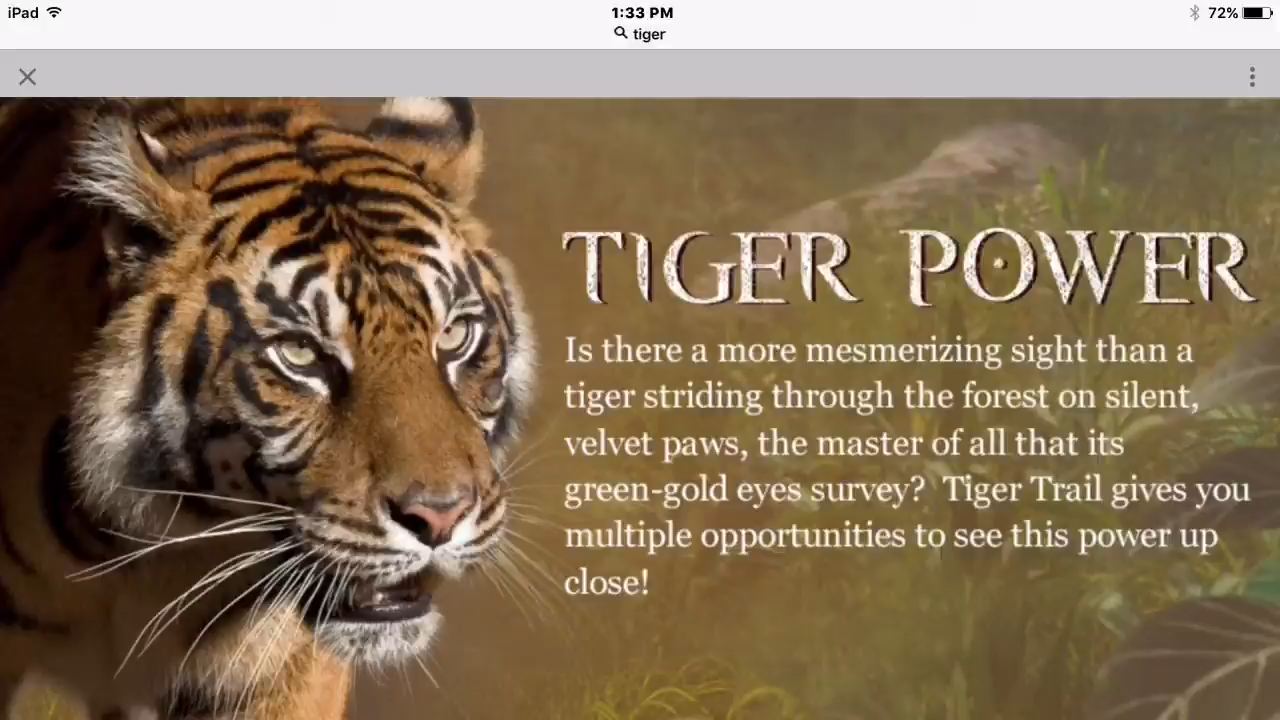 iPad 1:33 PM 72%
tiger
TIGER POWER
Is there a more mesmerizing sight than a
tiger striding through the forest on silent,
velvet paws, the master of all that its
green-gold eyes survey? Tiger Trail gives you
multiple opportunities to see this power up
close!